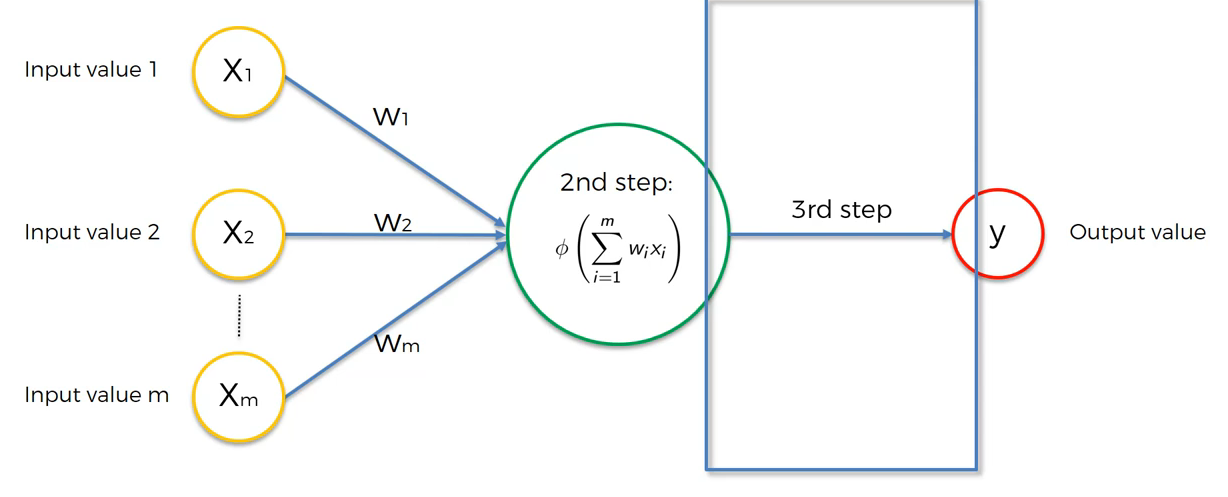 Input value 1
X1
W1
Input value 2
X2
W2
Input value m
Xm
Wm
2nd step:
ϕ(∑_{i=1}^{m} w_i x_i)
3rd step
y
Output value